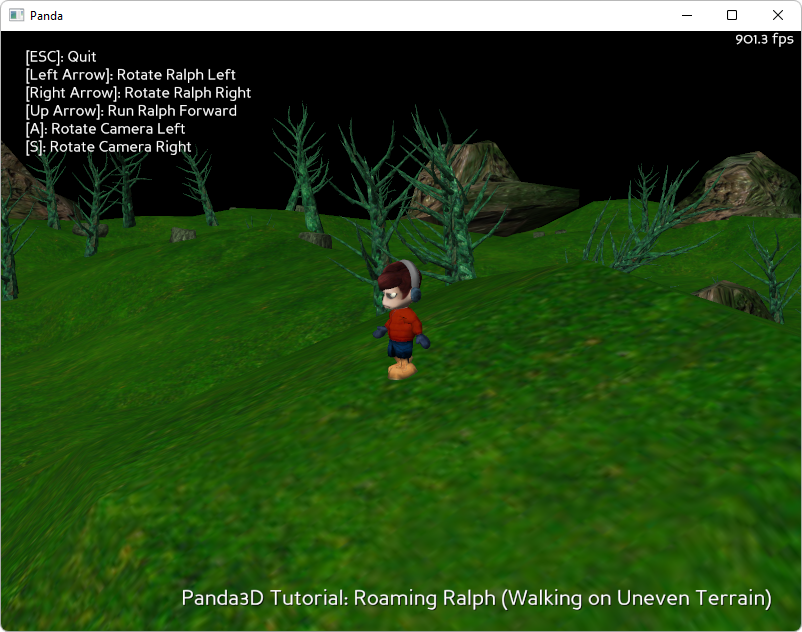 Panda
901.3 fps
[ESC]: Quit
[Left Arrow]: Rotate Ralph Left
[Right Arrow]: Rotate Ralph Right
[Up Arrow]: Run Ralph Forward
[A]: Rotate Camera Left
[S]: Rotate Camera Right
Panda3D Tutorial: Roaming Ralph (Walking on Uneven Terrain)